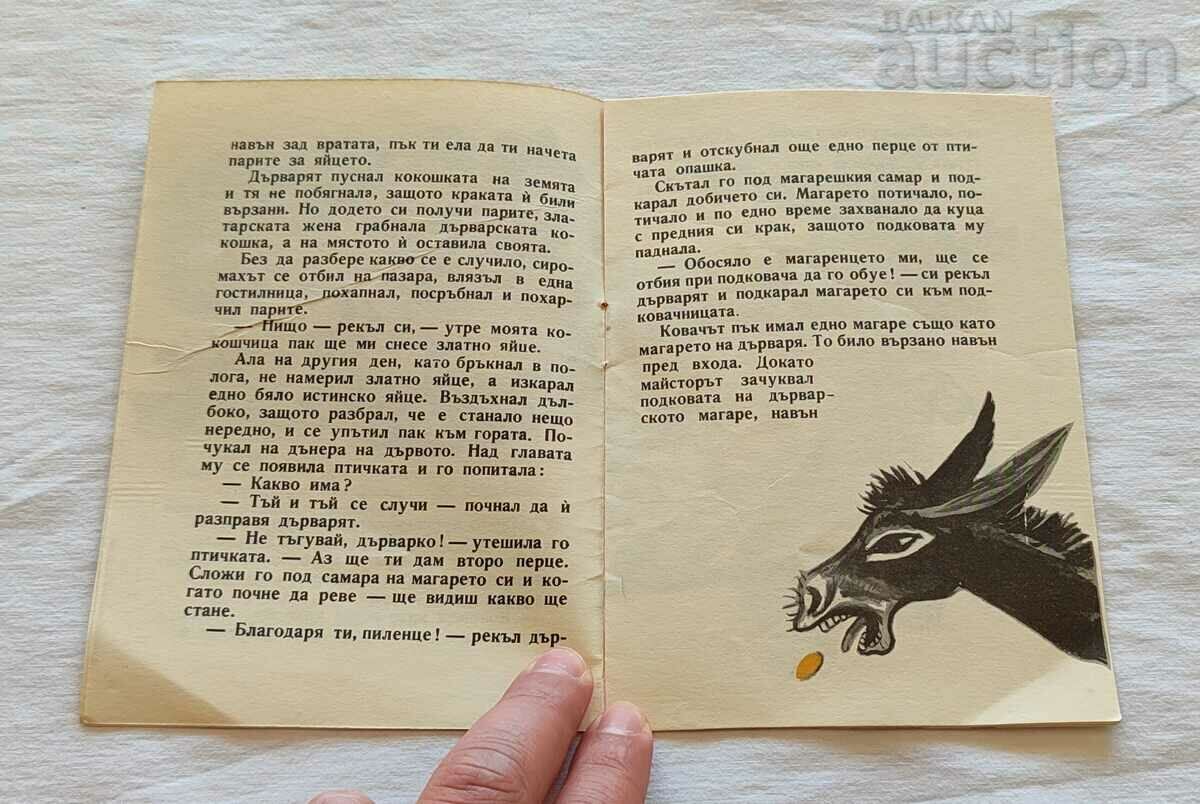 BALKAN
auction
навън зад вратата, пък ти ела да ти начета
парите за яйцето.
Дърварят пуснал кокошката на земята
и тя не побягнала, защото краката ѝ били
вързани. Но додето си получи парите, зла-
тарската жена грабнала дърварската ко-
кошка, а на мястото ѝ оставила своята.
Без да разбере какво се е случило, сиро-
махът се отбил на пазара, влязъл в една
гостилница, похапнал, посръбнал и похар-
чил парите.
— Нищо — рекъл си, — утре моята ко-
кошчица пак ще ми снесе златно яйце.
Ала на другия ден, като бръкнал в по-
лога, не намерил златно яйце, а изкарал
едно бяло истинско яйце. Въздъхнал дъл-
боко, защото разбрал, че е станало нещо
нередно, и се упътил пак към гората. По-
чукал на дънера на дървото. Над главата
му се появила птичката и го попитала:
— Какво има?
— Тъй и тъй се случи — почнал да ѝ
разправя дърварят.
— Не тъгувай, дърварко! — утешила го
птичката. — Аз ще ти дам второ перце.
Сложи го под самара на магарето си и ко-
гато почне да реве — ще видиш какво ще
стане.
— Благодаря ти, пиленце! — рекъл дър-
варят и отскубнал още едно перце от пти-
чата опашка.
Скътал го под магарешкия самар и под-
карал добичето си. Магарето потичало, по-
тичало и по едно време захванало да куца
с предния си крак, защото подковата му
паднала.
— Обосяло е магаренцето ми, ще се
отбия при подковача да го обуе! — си рекъл
дърварят и подкарал магарето си към под-
ковачницата.
Ковачът пък имал едно магаре също като
магарето на дърваря. То било вързано навън
пред входа. Докато
майсторът зачуквал
подковата на дървар-
ското магаре, навън